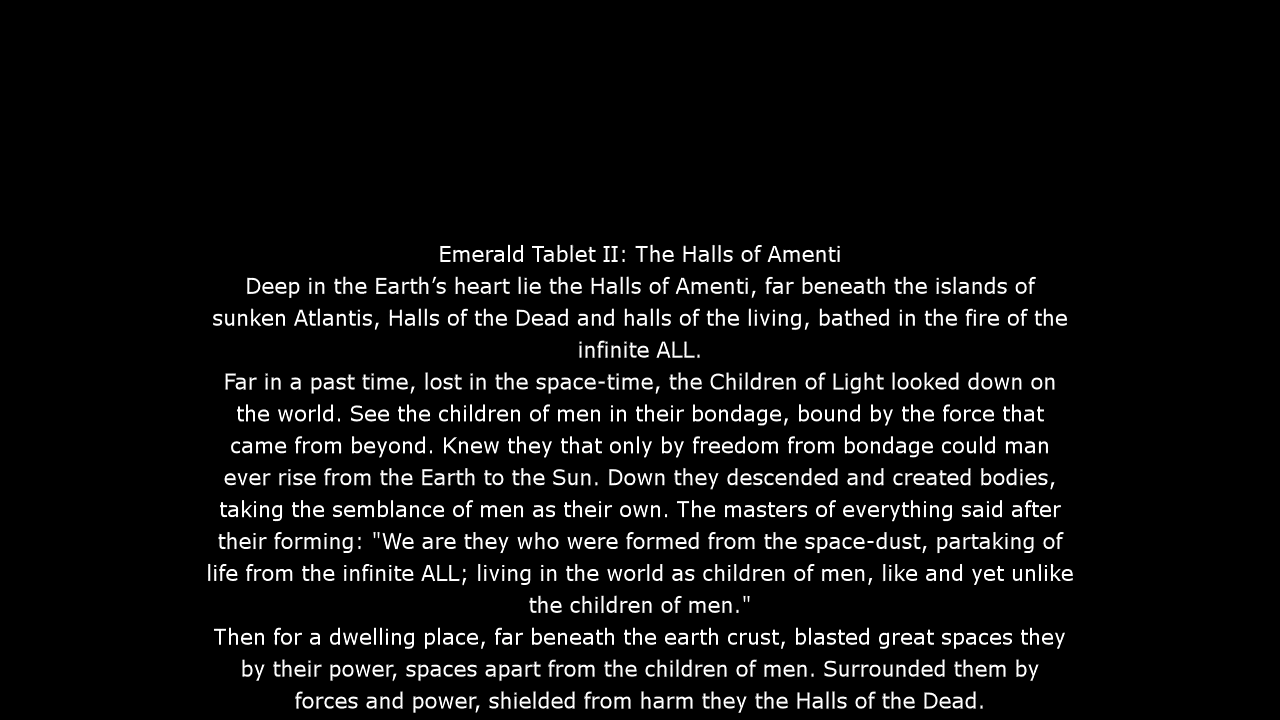 Emerald Tablet II: The Halls of Amenti
Deep in the Earth’s heart lie the Halls of Amenti, far beneath the islands of
sunken Atlantis, Halls of the Dead and halls of the living, bathed in the fire of the
infinite ALL.
Far in a past time, lost in the space-time, the Children of Light looked down on
the world. See the children of men in their bondage, bound by the force that
came from beyond. Knew they that only by freedom from bondage could man
ever rise from the Earth to the Sun. Down they descended and created bodies,
taking the semblance of men as their own. The masters of everything said after
their forming: "We are they who were formed from the space-dust, partaking of
life from the infinite ALL; living in the world as children of men, like and yet unlike
the children of men."
Then for a dwelling place, far beneath the earth crust, blasted great spaces they
by their power, spaces apart from the children of men. Surrounded them by
forces and power, shielded from harm they the Halls of the Dead.